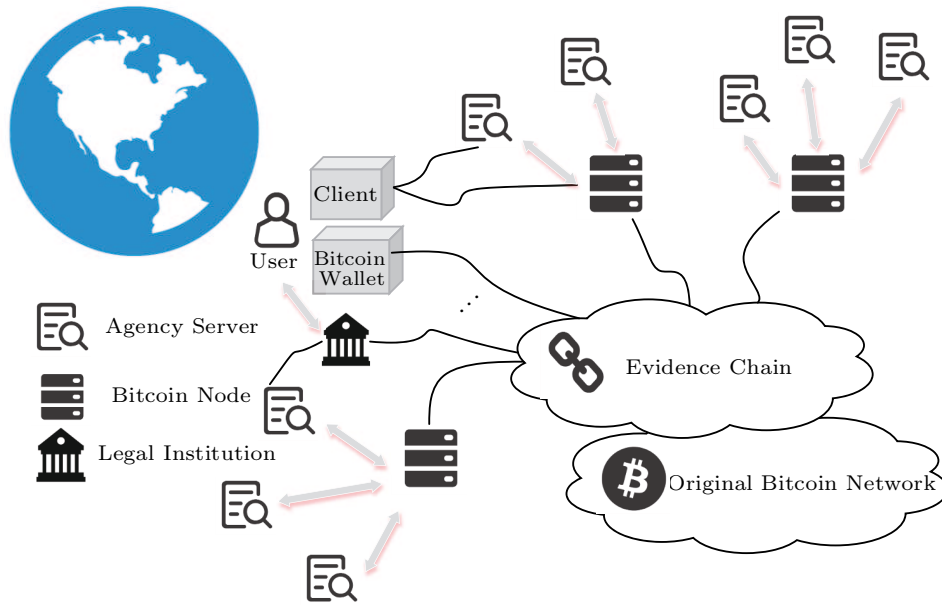 Client
User
Bitcoin
Wallet
...
Agency Server
Evidence Chain
Bitcoin Node
Legal Institution
Original Bitcoin Network